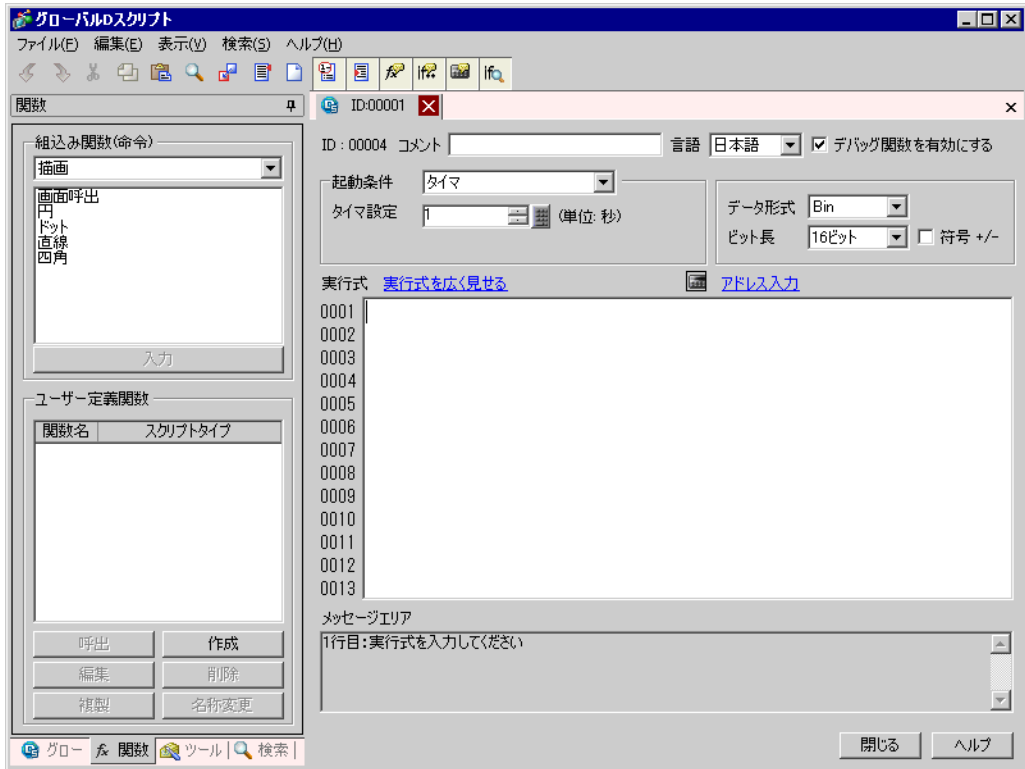 グローバルDスクリプト
ファイル(F) 編集(E) 表示(V) 検索(S) ヘルプ(H)
関数
ID:00001
組込み関数(命令)
描画
画面呼出
円
ドット
直線
四角
入力
ユーザー定義関数
関数名 スクリプトタイプ
呼出 作成
編集 削除
複製 名称変更
グロー 関数 ツール 検索
ID : 00004 コメント 言語 日本語 デバッグ関数を有効にする
起動条件 タイマ
タイマ設定 1 (単位: 秒)
データ形式 Bin
ビット長 16ビット 符号 +/-
実行式 実行式を広く見せる アドレス入力
0001
0002
0003
0004
0005
0006
0007
0008
0009
0010
0011
0012
0013
メッセージエリア
1行目:実行式を入力してください
閉じる ヘルプ